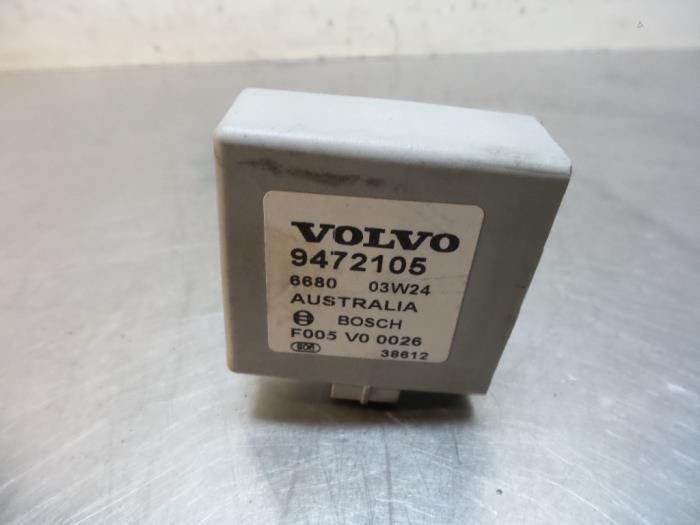 VOLVO
9472105
6680 03W24
AUSTRALIA
BOSCH
F005 V0 0026
38612